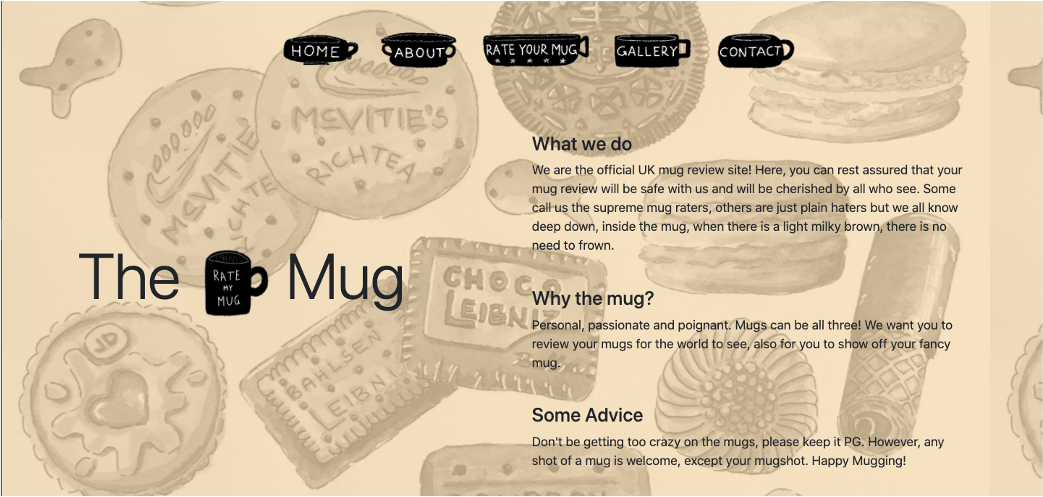 HOME
ABOUT
RATE YOUR MUG
GALLERY
CONTACT
McVITIE'S
RICHTEA
McVITIE
RICHTE
What we do
We are the official UK mug review site! Here, you can rest assured that your
mug review will be safe with us and will be cherished by all who see. Some
call us the supreme mug raters, others are just plain haters but we all know
deep down, inside the mug, when there is a light milky brown, there is no
need to frown.
The
RATE
MY
MUG
Mug
CHOCO
LEIBNIZ
Why the mug?
Personal, passionate and poignant. Mugs can be all three! We want you to
review your mugs for the world to see, also for you to show off your fancy
mug.
BAHLSEN
LEIBNI
Some Advice
Don't be getting too crazy on the mugs, please keep it PG. However, any
shot of a mug is welcome, except your mugshot. Happy Mugging!